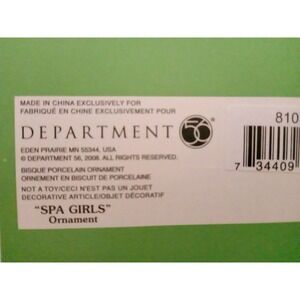 MADE IN CHINA EXCLUSIVELY FOR
FABRIQUÉ EN CHINE EXCLUSIVEMENT POUR
DEPARTMENT 56
EDEN PRAIRIE MN 55344, USA
© DEPARTMENT 56, 2008. ALL RIGHTS RESERVED.
BISQUE PORCELAIN ORNAMENT
ORNEMENT EN BISCUIT DE PORCELAINE
NOT A TOY/CECI N'EST PAS UN JOUET
DECORATIVE ARTICLE/OBJET DÉCORATIF
"SPA GIRLS"
Ornament
810
7 34409